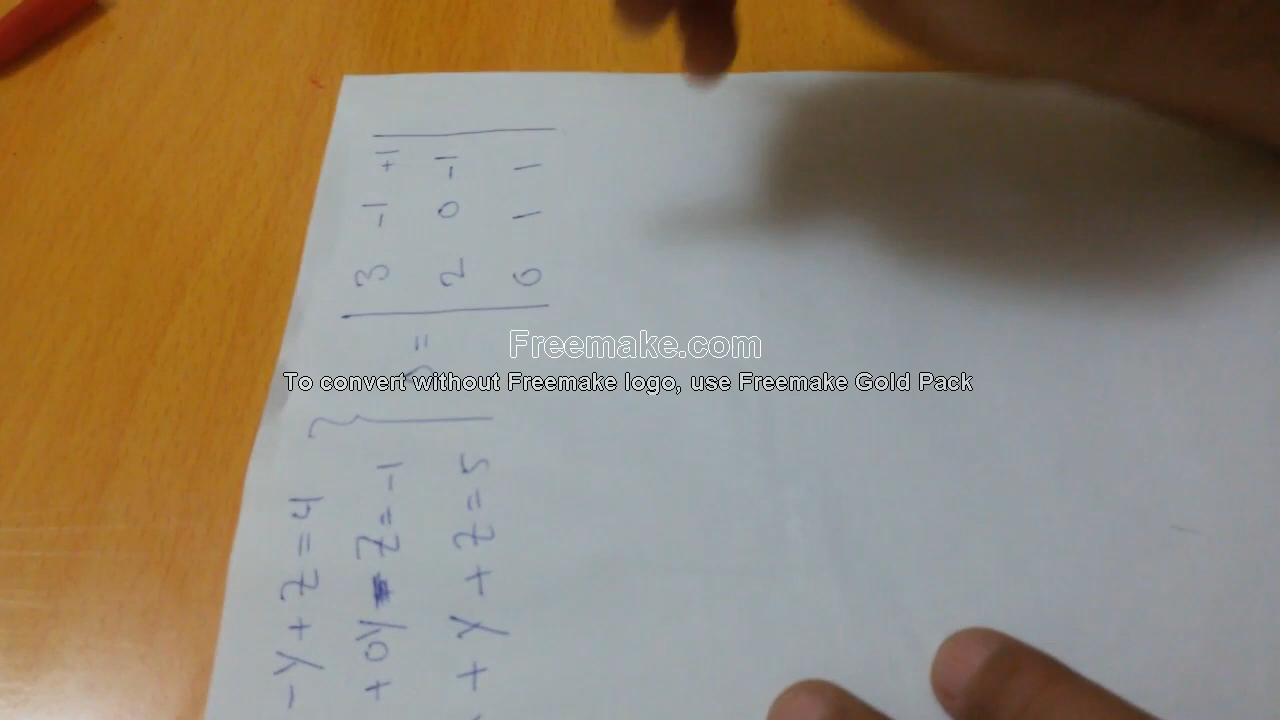 - y + z = 4
+ 0y - z = -1
+ y + z = 5
3 -1 +1
= 2 0 -1
0 1 1
Freemake.com
To convert without Freemake logo, use Freemake Gold Pack